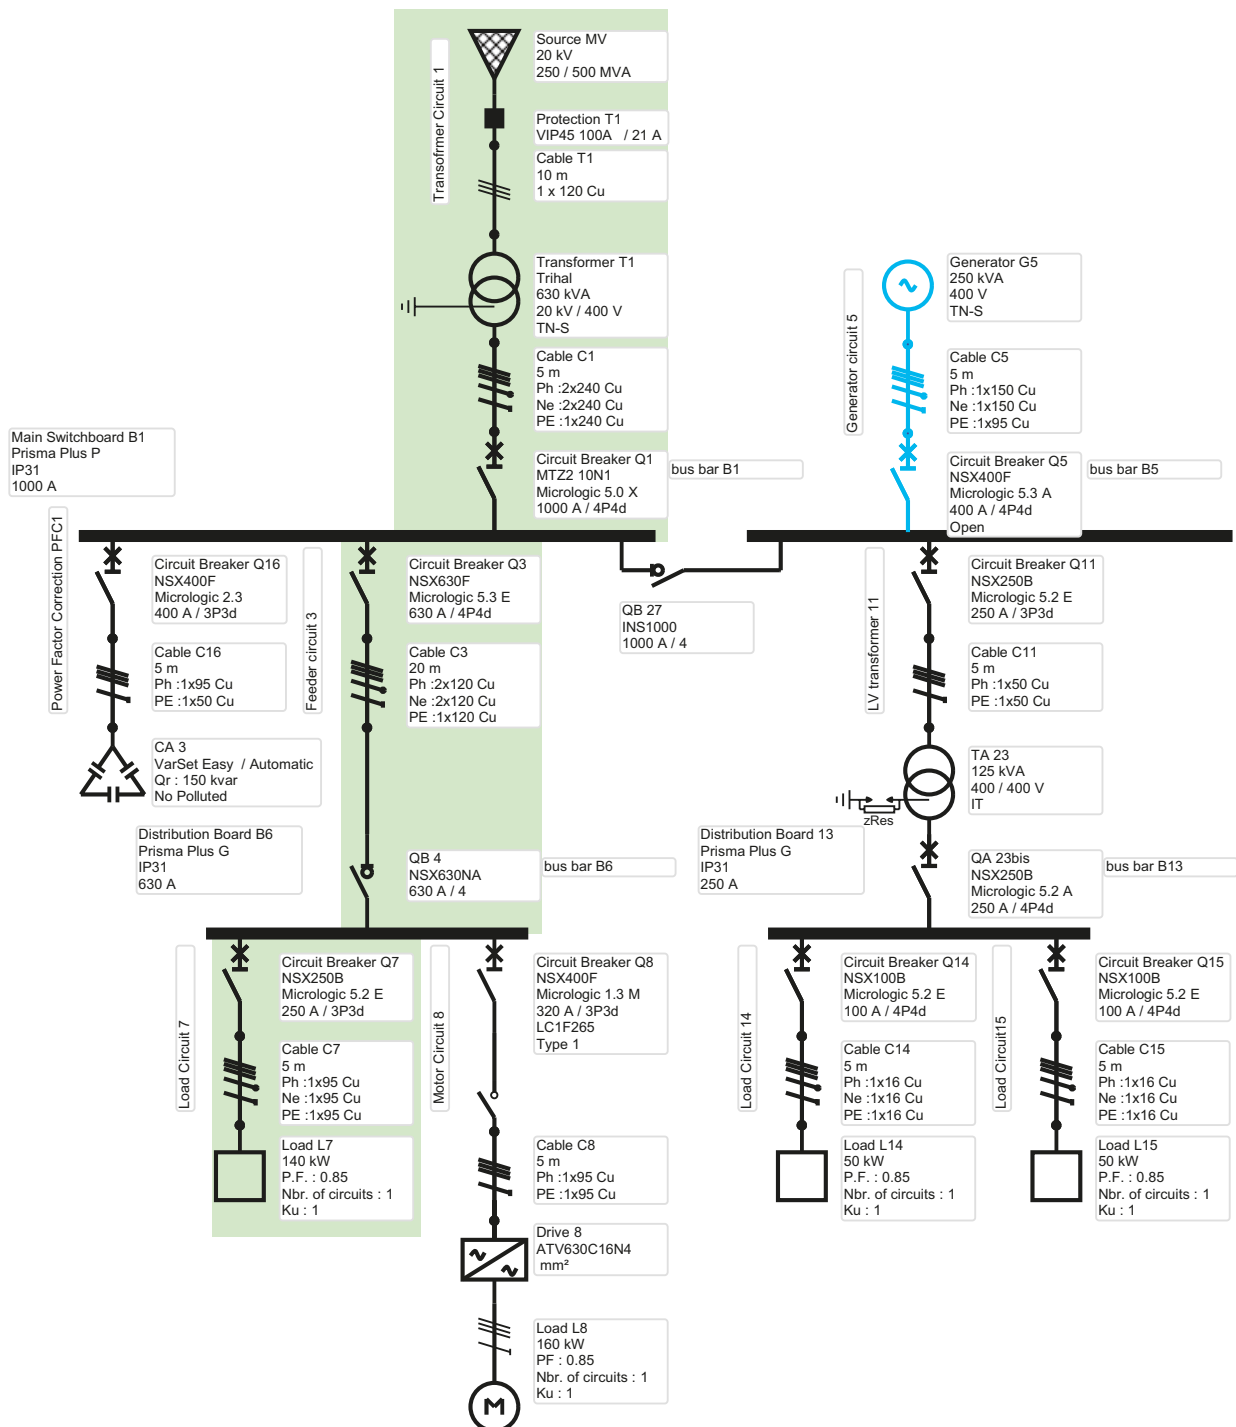 Transofrmer Circuit 1
Source MV
20 kV
250 / 500 MVA
Protection T1
VIP45 100A / 21 A
Cable T1
10 m
1 x 120 Cu
Transformer T1
Trihal
630 kVA
20 kV / 400 V
TN-S
Cable C1
5 m
Ph :2x240 Cu
Ne :2x240 Cu
PE :1x240 Cu
Circuit Breaker Q1
MTZ2 10N1
Micrologic 5.0 X
1000 A / 4P4d
bus bar B1
Generator circuit 5
Generator G5
250 kVA
400 V
TN-S
Cable C5
5 m
Ph :1x150 Cu
Ne :1x150 Cu
PE :1x95 Cu
Circuit Breaker Q5
NSX400F
Micrologic 5.3 A
400 A / 4P4d
Open
bus bar B5
Main Switchboard B1
Prisma Plus P
IP31
1000 A
Power Factor Correction PFC1
Circuit Breaker Q16
NSX400F
Micrologic 2.3
400 A / 3P3d
Cable C16
5 m
Ph :1x95 Cu
PE :1x50 Cu
CA 3
VarSet Easy / Automatic
Qr : 150 kvar
No Polluted
Feeder circuit 3
Circuit Breaker Q3
NSX630F
Micrologic 5.3 E
630 A / 4P4d
Cable C3
20 m
Ph :2x120 Cu
Ne :2x120 Cu
PE :1x120 Cu
QB 27
INS1000
1000 A / 4
LV transformer 11
Circuit Breaker Q11
NSX250B
Micrologic 5.2 E
250 A / 3P3d
Cable C11
5 m
Ph :1x50 Cu
PE :1x50 Cu
TA 23
125 kVA
400 / 400 V
IT
zRes
Distribution Board B6
Prisma Plus G
IP31
630 A
QB 4
NSX630NA
630 A / 4
bus bar B6
Distribution Board 13
Prisma Plus G
IP31
250 A
QA 23bis
NSX250B
Micrologic 5.2 A
250 A / 4P4d
bus bar B13
Load Circuit 7
Circuit Breaker Q7
NSX250B
Micrologic 5.2 E
250 A / 3P3d
Cable C7
5 m
Ph :1x95 Cu
Ne :1x95 Cu
PE :1x95 Cu
Load L7
140 kW
P.F. : 0.85
Nbr. of circuits : 1
Ku : 1
Motor Circuit 8
Circuit Breaker Q8
NSX400F
Micrologic 1.3 M
320 A / 3P3d
LC1F265
Type 1
Cable C8
5 m
Ph :1x95 Cu
PE :1x95 Cu
Drive 8
ATV630C16N4
mm²
Load L8
160 kW
PF : 0.85
Nbr. of circuits : 1
Ku : 1
M
Load Circuit 14
Circuit Breaker Q14
NSX100B
Micrologic 5.2 E
100 A / 4P4d
Cable C14
5 m
Ph :1x16 Cu
Ne :1x16 Cu
PE :1x16 Cu
Load L14
50 kW
P.F. : 0.85
Nbr. of circuits : 1
Ku : 1
Load Circuit15
Circuit Breaker Q15
NSX100B
Micrologic 5.2 E
100 A / 4P4d
Cable C15
5 m
Ph :1x16 Cu
Ne :1x16 Cu
PE :1x16 Cu
Load L15
50 kW
P.F. : 0.85
Nbr. of circuits : 1
Ku : 1